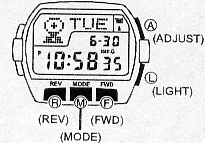 TUE
6-30
P 10:58 35
REV MODE FWD
A
(ADJUST)
L
(LIGHT)
R M F
(REV) (FWD)
(MODE)